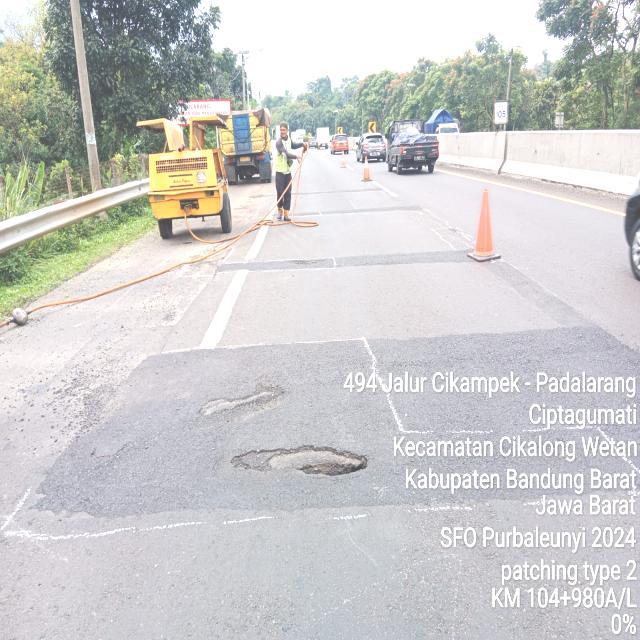 494 Jalur Cikampek - Padalarang
Ciptagumati
Kecamatan Cikalong Wetan
Kabupaten Bandung Barat
Jawa Barat
SFO Purbaleunyi 2024
patching type 2
KM 104+980A/L
0%